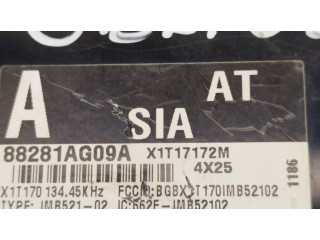 A AT
SIA
88281AG09A X1T17172M
4X25
1186
X1T170 134.45KHz FCC ID:BGBX1T170IMB52102
TYPE: IMB521-02 IC:662F-IMB52102